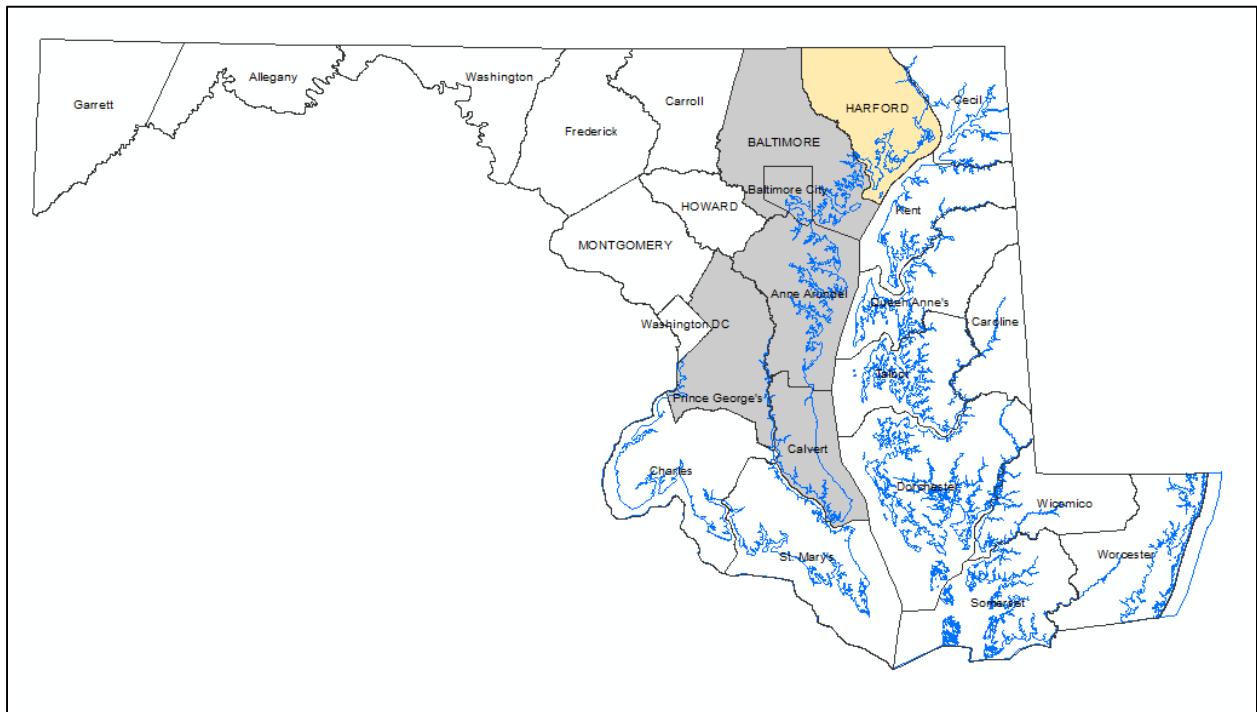 Allegany
Washington
Garrett
Carroll
Cecil
HARFORD
Frederick
BALTIMORE
Baltimore City
HOWARD
Kent
MONTGOMERY
Anne Arundel
Queen Anne's
Washington DC
Caroline
Talbot
Prince George's
Calvert
Charles
Dorchester
Wicomico
St. Mary's
Worcester
Somerset